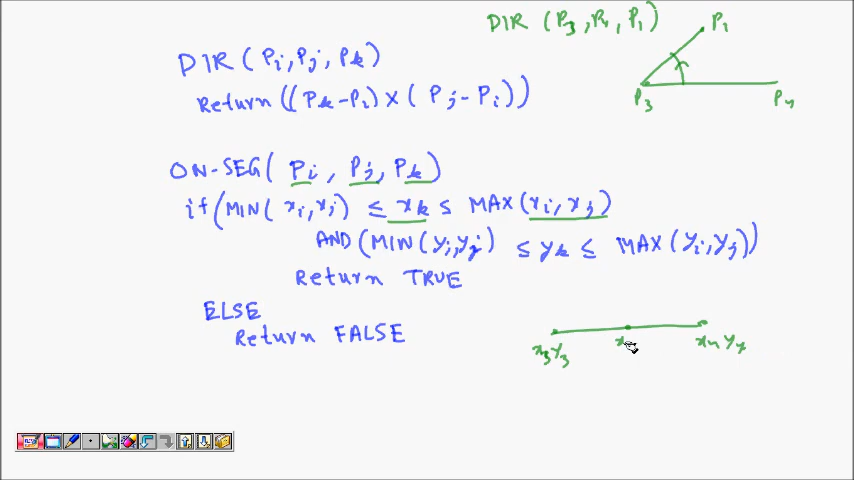 DIR (P3, P4, P1)
P1
DIR (Pi, Pj, Pk)
Return ((Pk-Pi) X (Pj-Pi))
P3
P4
ON-SEG( Pi, Pj, Pk)
if (MIN( xi, xj) ≤ xk ≤ MAX (xi, xj)
AND (MIN (yi, yj) ≤ yk ≤ MAX (yi, yj))
Return TRUE
ELSE
Return FALSE
x3 y3
x
x4 y4